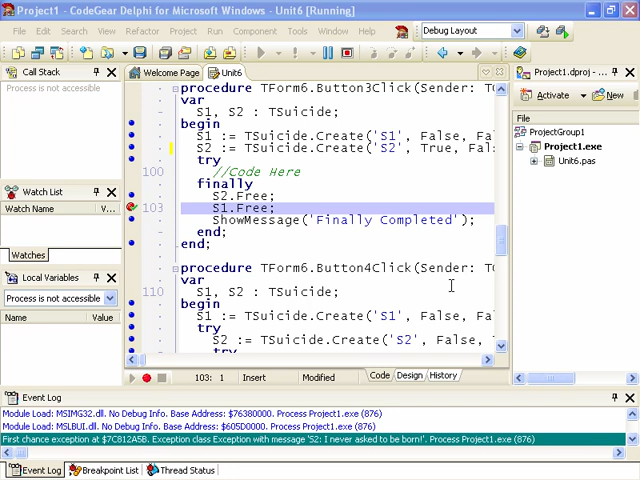 Project1 - CodeGear Delphi for Microsoft Windows - Unit6 [Running]
File Edit Search View Refactor Project Run Component Tools Window Help
Debug Layout
Call Stack
Process is not accessible
Watch List
Watch Name V...
Watches
Local Variables
Process is not accessible
Name Value
Welcome Page Unit6
procedure TForm6.Button3Click(Sender: TO
var
S1, S2 : TSuicide;
begin
S1 := TSuicide.Create('S1', False, Fal
S2 := TSuicide.Create('S2', True, Fals
try
100 //Code Here
finally
S2.Free;
103 S1.Free;
ShowMessage('Finally Completed');
end;
end;
procedure TForm6.Button4Click(Sender: TO
var
110 S1, S2 : TSuicide;
begin
S1 := TSuicide.Create('S1', False, Fa
try
S2 := TSuicide.Create('S2', False, T
try
103: 1 Insert Modified Code Design History
Project1.dproj - ...
Activate New
File
ProjectGroup1
Project1.exe
Unit6.pas
Event Log
Module Load: MSIMG32.dll. No Debug Info. Base Address: $76380000. Process Project1.exe (876)
Module Load: MSLBUI.dll. No Debug Info. Base Address: $605D0000. Process Project1.exe (876)
First chance exception at $7C812A5B. Exception class Exception with message 'S2: I never asked to be born!'. Process Project1.exe (876)
Event Log Breakpoint List Thread Status